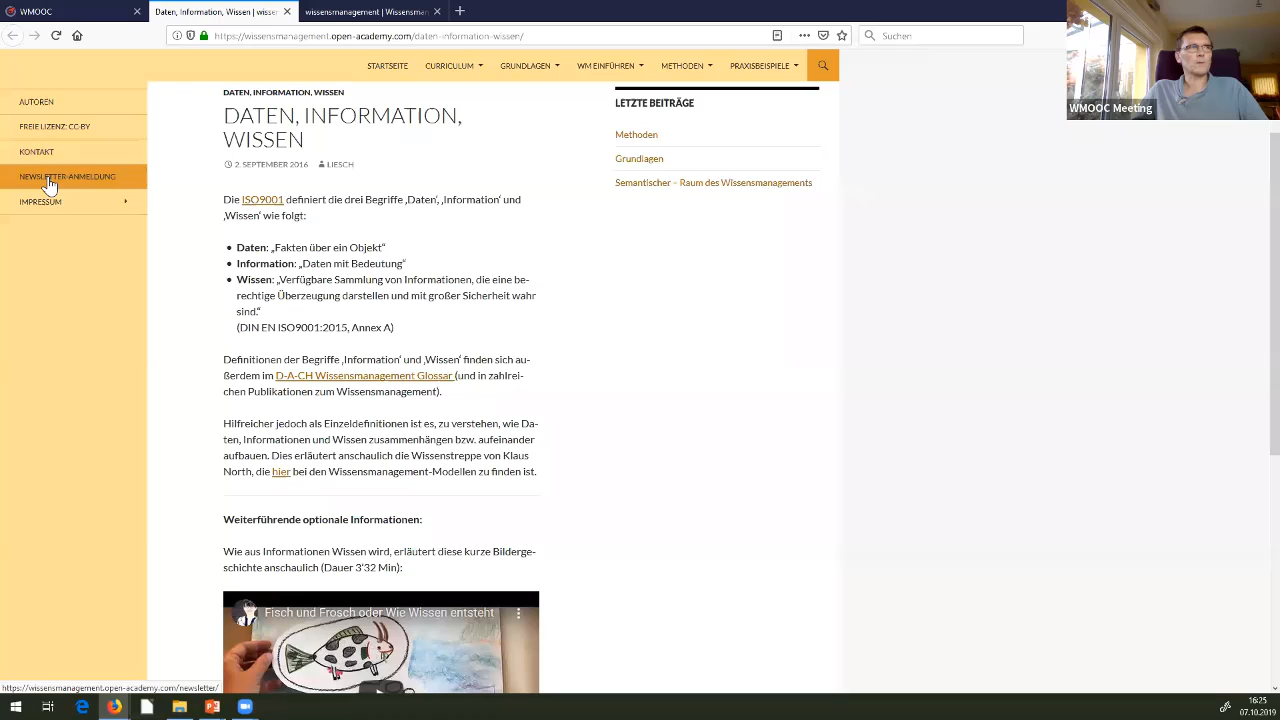 WMOOC
Daten, Information, Wissen | wisser
wissensmanagement | Wissensman
https://wissensmanagement.open-academy.com/daten-information-wissen/
Suchen
WMOOC Meeting
STARTSEITE
CURRICULUM
GRUNDLAGEN
WM EINFÜHREN
METHODEN
PRAXISBEISPIELE
AUTOREN
FREIE LIZENZ: CC-BY
KONTAKT
NEWSLETTER-ANMELDUNG
IMPRESSUM
DATEN, INFORMATION, WISSEN
DATEN, INFORMATION,
WISSEN
2. SEPTEMBER 2016 LIESCH
Die ISO9001 definiert die drei Begriffe ‚Daten‘, ‚Information‘ und
‚Wissen‘ wie folgt:
• Daten: „Fakten über ein Objekt“
• Information: „Daten mit Bedeutung“
• Wissen: „Verfügbare Sammlung von Informationen, die eine be-
rechtige Überzeugung darstellen und mit großer Sicherheit wahr
sind.“
(DIN EN ISO9001:2015, Annex A)
Definitionen der Begriffe ‚Information‘ und ‚Wissen‘ finden sich au-
ßerdem im D-A-CH Wissensmanagement Glossar (und in zahlrei-
chen Publikationen zum Wissensmanagement).
Hilfreicher jedoch als Einzeldefinitionen ist es, zu verstehen, wie Da-
ten, Informationen und Wissen zusammenhängen bzw. aufeinander
aufbauen. Dies erläutert anschaulich die Wissenstreppe von Klaus
North, die hier bei den Wissensmanagement-Modellen zu finden ist.
Weiterführende optionale Informationen:
Wie aus Informationen Wissen wird, erläutert diese kurze Bilderge-
schichte anschaulich (Dauer 3’32 Min):
Fisch und Frosch oder Wie Wissen entsteht
LETZTE BEITRÄGE
Methoden
Grundlagen
Semantischer – Raum des Wissensmanagements
https://wissensmanagement.open-academy.com/newsletter/
16:25
07.10.2019